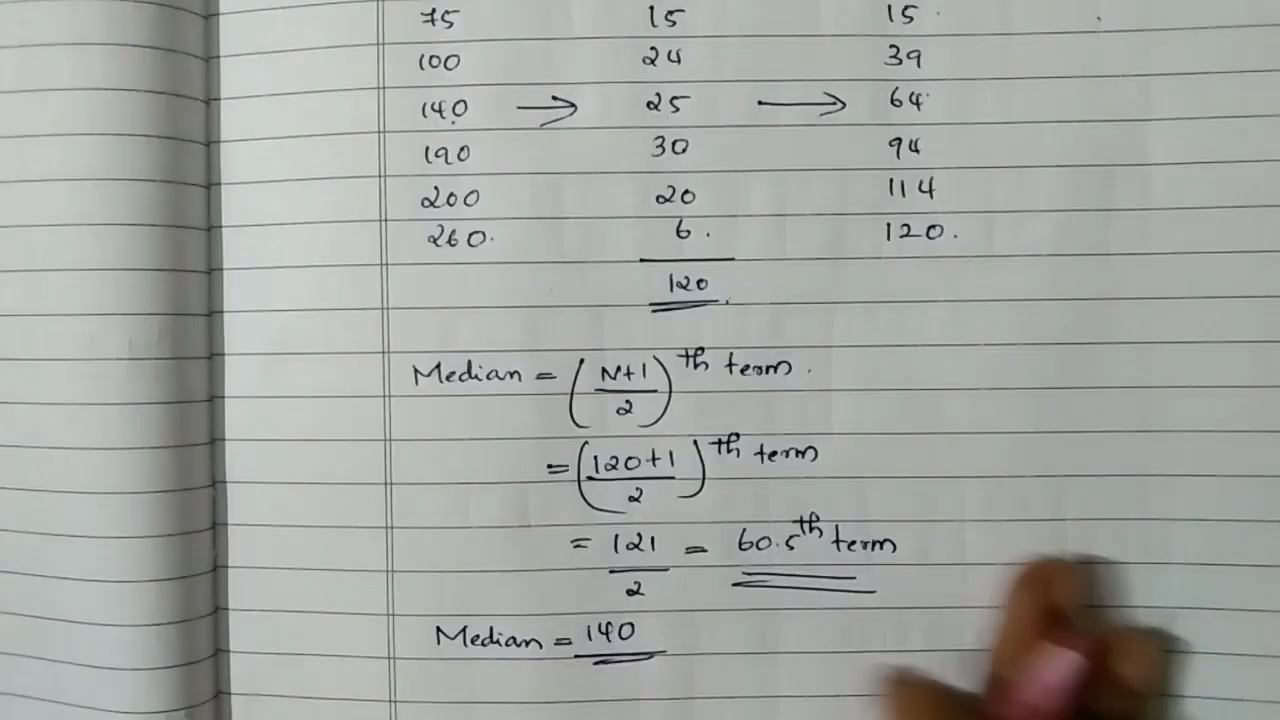 75 15 15
100 24 39
140 → 25 → 64
190 30 94
200 20 114
260. 6. 120.
120
Median = (N+1/2)th term.
= (120+1/2)th term
= 121/2 = 60.5th term
Median = 140